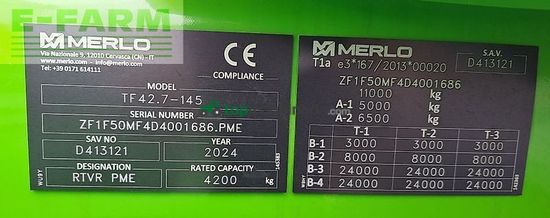 E-FARM
MERLO
Via Nazionale 9, 12010 Cervasca (CN) - IT
www.merlo.com - info@merlo.com
Tel. +39 0171 614111
CE
COMPLIANCE
MODEL
TF42.7-145
SERIAL NUMBER
ZF1F50MF4D4001686.PME
SAV NO
D413121
YEAR
2024
DESIGNATION
RTVR PME
RATED CAPACITY
4200 kg
MERLO
S.A.V.
D413121
T1a e3*167/2013*00020
ZF1F50MF4D4001686
11000 kg
A-1 5000 kg
A-2 6500 kg
T-1 T-2 T-3
B-1 3000 3000 3000
B-2 8000 8000 8000
B-3 24000 24000 24000
B-4 24000 24000 24000